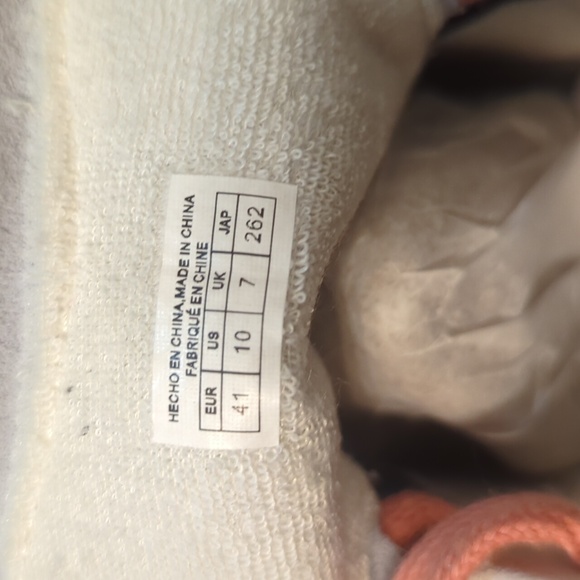 HECHO EN CHINA,MADE IN CHINA
FABRIQUÉ EN CHINE
EUR US UK JAP
41 10 7 262